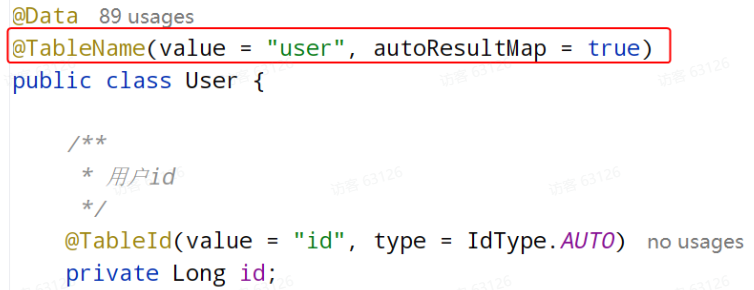 @Data 89 usages
@TableName(value = "user", autoResultMap = true)
public class User {
/**
* 用户id
*/
@TableId(value = "id", type = IdType.AUTO) no usages
private Long id;
访客 63126
访客 63126
访客 63126
访客 63126